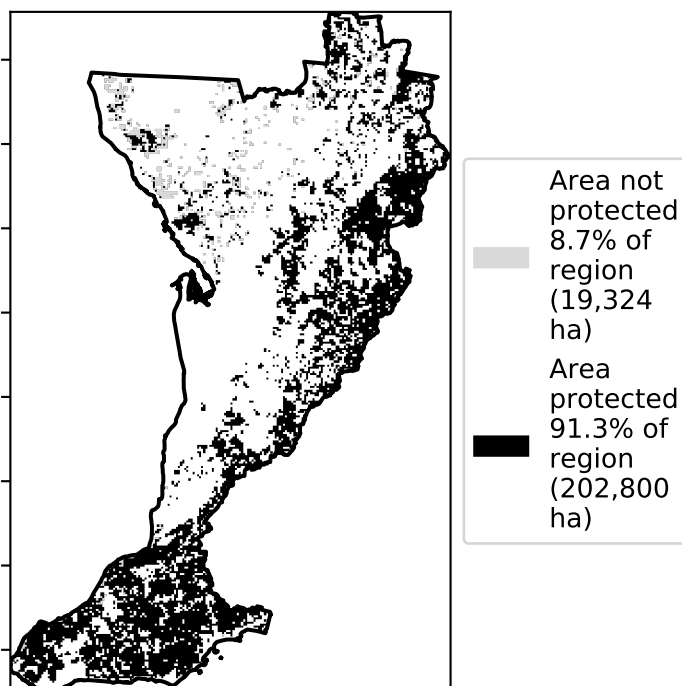 Area not
protected
8.7% of
region
(19,324
ha)
Area
protected
91.3% of
region
(202,800
ha)